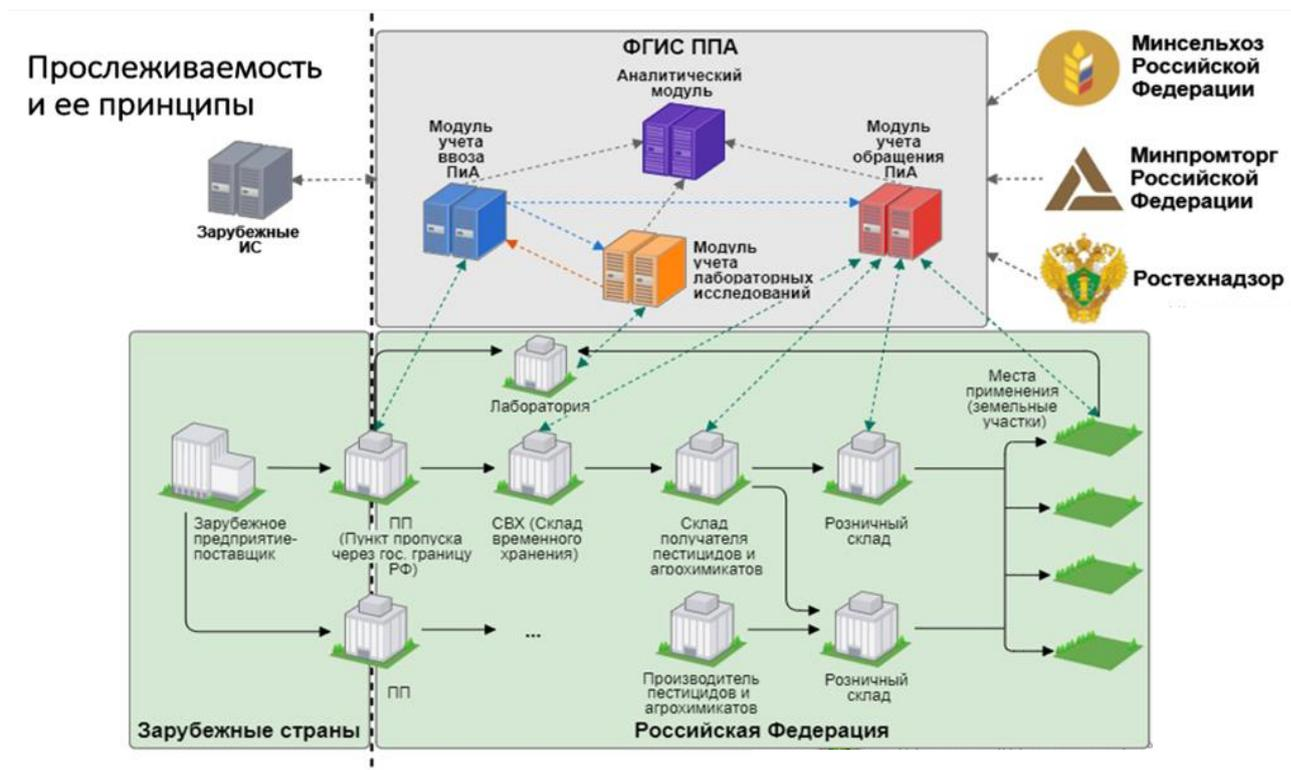 Прослеживаемость
и ее принципы
ФГИС ППА
Аналитический
модуль
Модуль
учета
ввоза
ПиА
Модуль
учета
обращения
ПиА
Модуль
учета
лабораторных
исследований
Зарубежные
ИС
Минсельхоз
Российской
Федерации
Минпромторг
Российской
Федерации
Ростехнадзор
Лаборатория
Места
применения
(земельные
участки)
Зарубежное
предприятие-
поставщик
ПП
(Пункт пропуска
через гос. границу
РФ)
СВХ (Склад
временного
хранения)
Склад
получателя
пестицидов и
агрохимикатов
Розничный
склад
ПП
...
Производитель
пестицидов и
агрохимикатов
Розничный
склад
Зарубежные страны
Российская Федерация